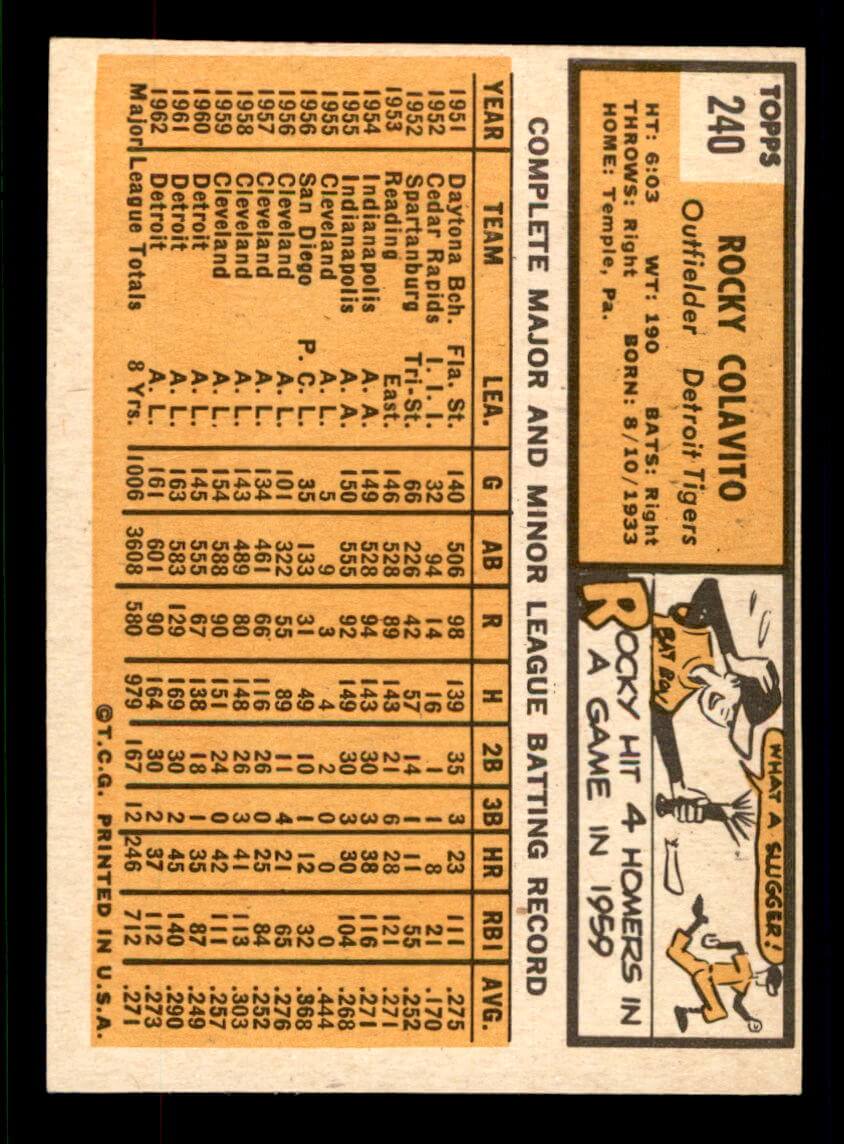 TOPPS
240
ROCKY COLAVITO
Outfielder Detroit Tigers
HT: 6:03 WT: 190 BATS: Right
THROWS: Right BORN: 8/10/1933
HOME: Temple, Pa.
WHAT A SLUGGER!
BAT BOY
ROCKY HIT 4 HOMERS IN
A GAME IN 1959
COMPLETE MAJOR AND MINOR LEAGUE BATTING RECORD
YEAR TEAM LEA. G AB R H 2B 3B HR RBI AVG.
1951 Daytona Bch. Fla. St. 140 506 98 139 35 3 23 111 .275
1952 Cedar Rapids I. I. I. 32 94 14 16 1 1 8 21 .170
1952 Spartanburg Tri-St. 66 226 42 57 14 1 11 55 .252
1953 Reading East. 146 528 89 143 21 6 28 121 .271
1954 Indianapolis A. A. 149 528 94 143 30 3 38 116 .271
1955 Indianapolis A. A. 150 555 92 149 30 3 30 104 .268
1955 Cleveland A. L. 5 9 3 4 2 0 0 0 .444
1956 San Diego P. C. L. 35 133 31 49 10 1 12 32 .368
1956 Cleveland A. L. 101 322 55 89 11 4 21 65 .276
1957 Cleveland A. L. 134 461 66 116 26 0 25 84 .252
1958 Cleveland A. L. 143 489 80 148 26 3 41 113 .303
1959 Cleveland A. L. 154 588 90 151 24 0 42 111 .257
1960 Detroit A. L. 145 555 67 138 18 1 35 87 .249
1961 Detroit A. L. 163 583 129 169 30 2 45 140 .290
1962 Detroit A. L. 161 601 90 164 30 2 37 112 .273
Major League Totals 8 Yrs. 1006 3608 580 979 167 12 246 712 .271
©T.C.G. PRINTED IN U.S.A.